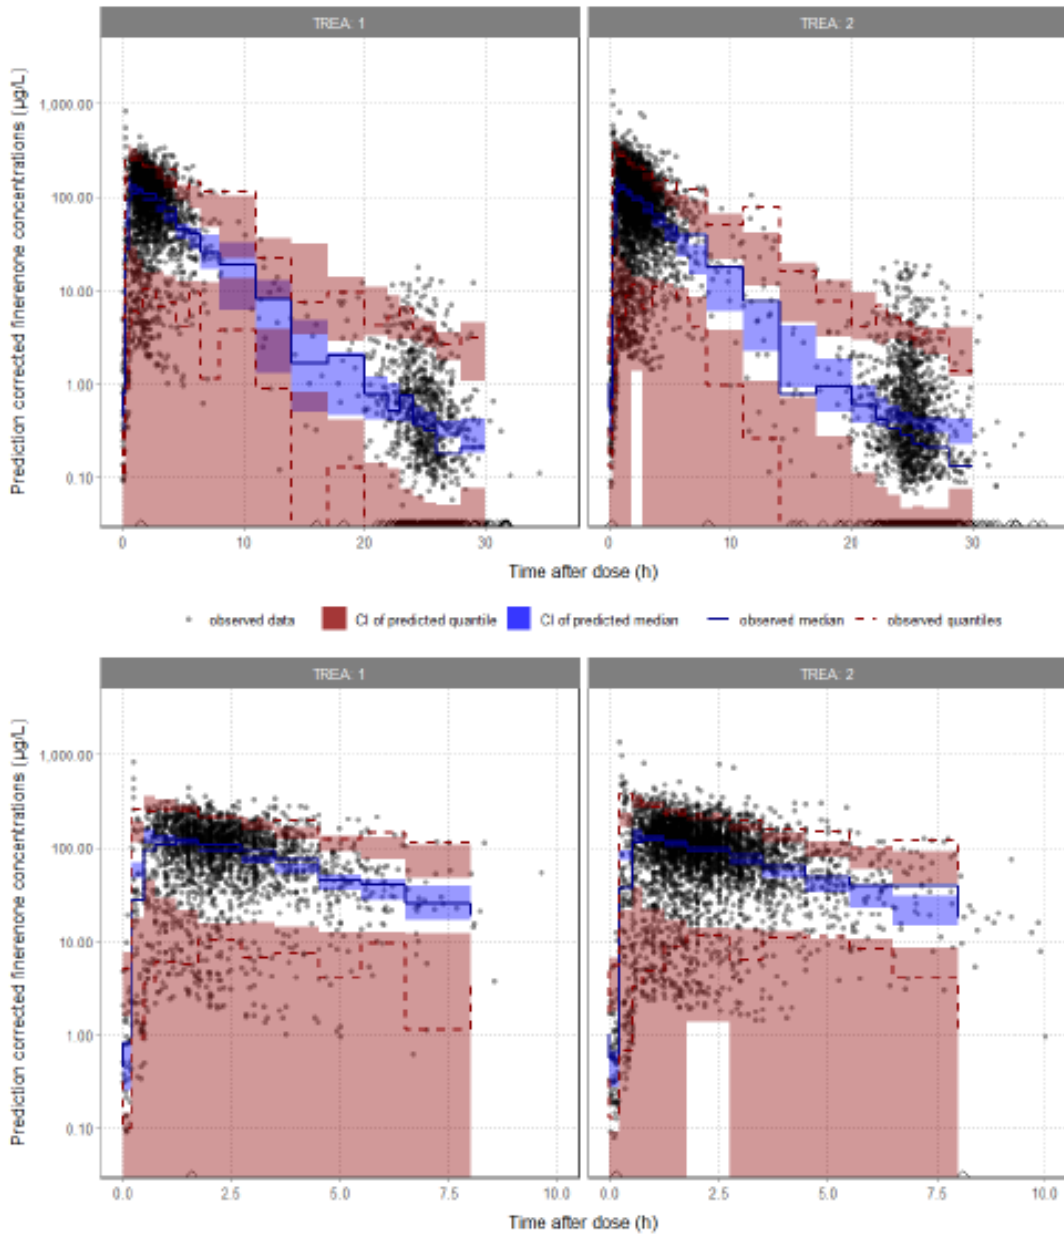 TREA: 1 TREA: 2
Prediction corrected finerenone concentrations (µg/L)
1,000.00
100.00
10.00
1.00
0.10
0 10 20 30 0 10 20 30
Time after dose (h)
observed data CI of predicted quantile CI of predicted median observed median observed quantiles
TREA: 1 TREA: 2
Prediction corrected finerenone concentrations (µg/L)
1,000.00
100.00
10.00
1.00
0.10
0.0 2.5 5.0 7.5 10.0 0.0 2.5 5.0 7.5 10.0
Time after dose (h)